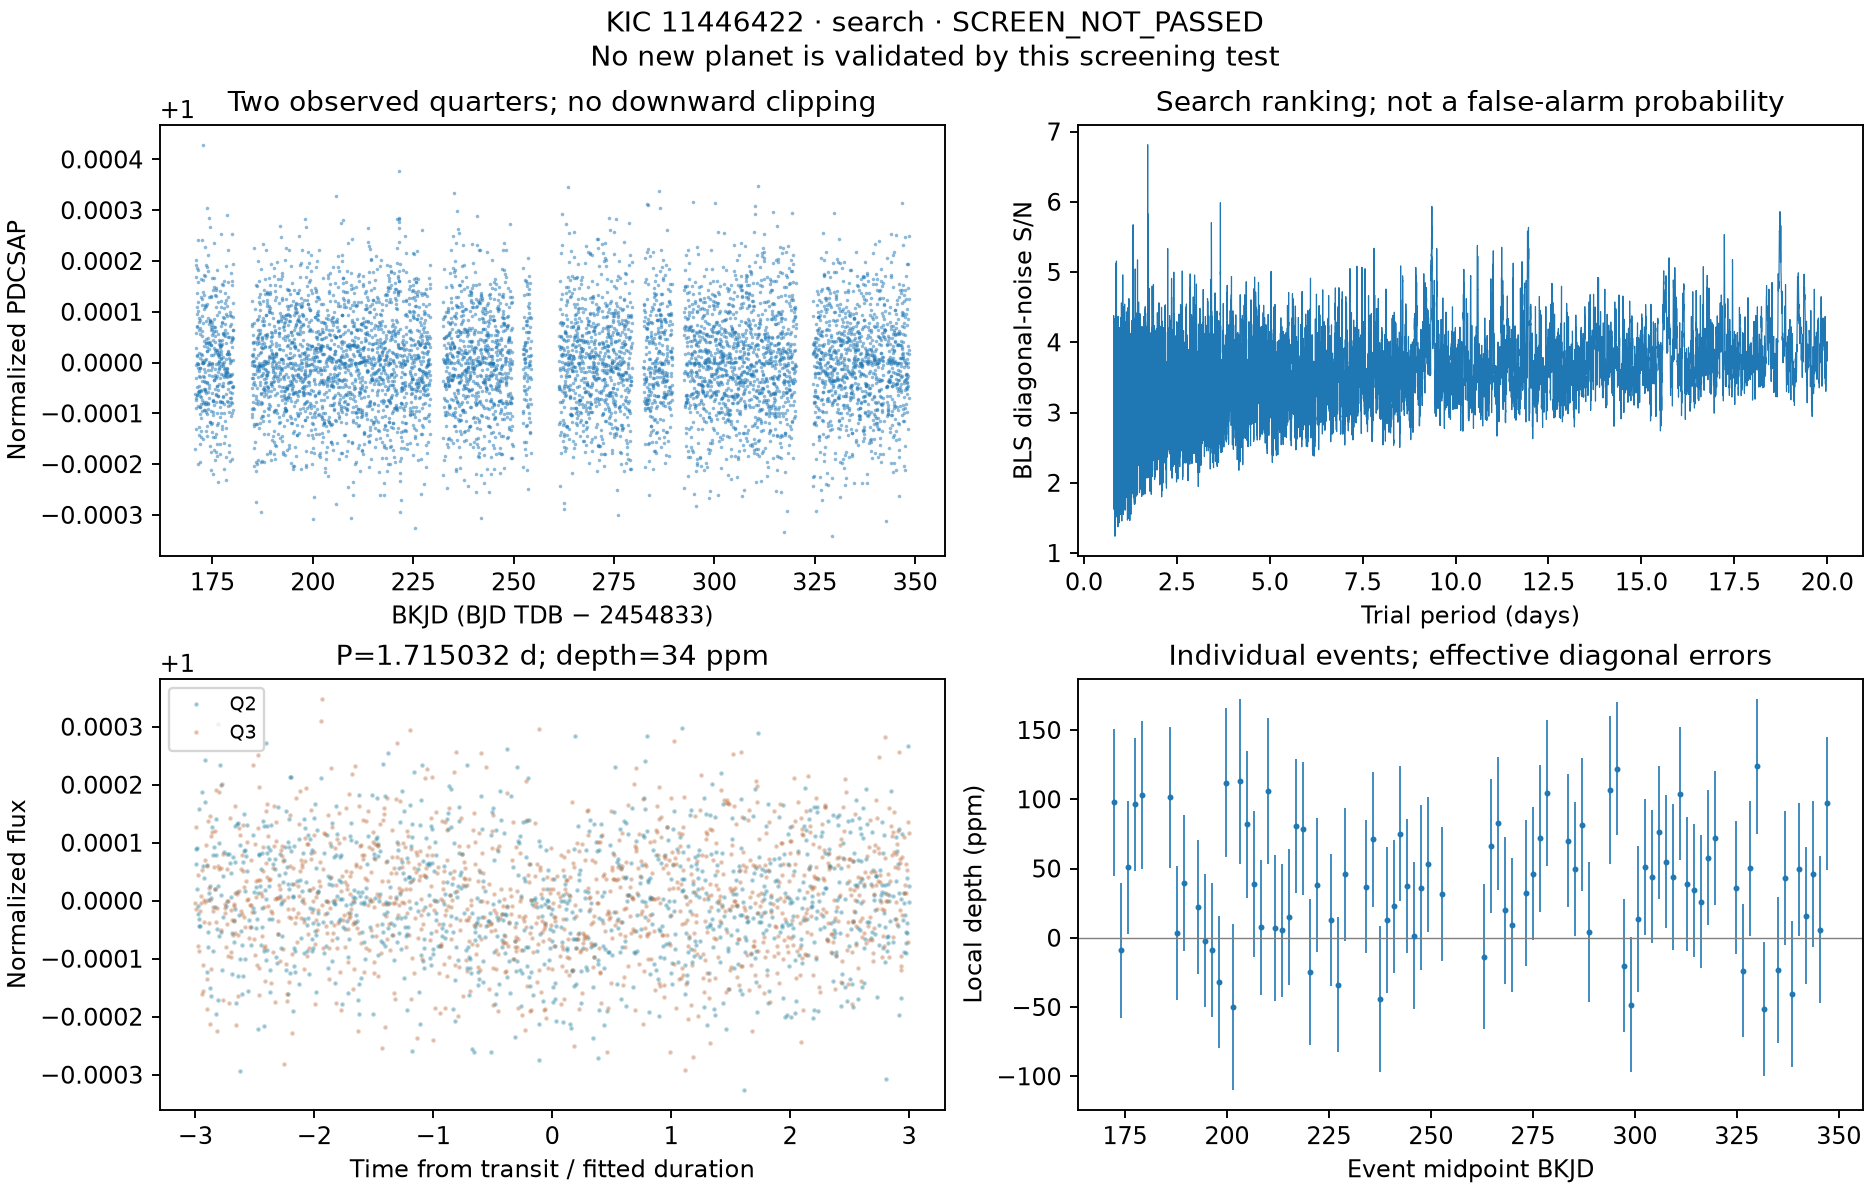 KIC 11446422 · search · SCREEN_NOT_PASSED
No new planet is validated by this screening test
Two observed quarters; no downward clipping
+1
0.0004
0.0003
0.0002
0.0001
0.0000
−0.0001
−0.0002
−0.0003
Normalized PDCSAP
175 200 225 250 275 300 325 350
BKJD (BJD TDB − 2454833)
Search ranking; not a false-alarm probability
7
6
5
4
3
2
1
BLS diagonal-noise S/N
0.0 2.5 5.0 7.5 10.0 12.5 15.0 17.5 20.0
Trial period (days)
P=1.715032 d; depth=34 ppm
+1
Q2
Q3
0.0003
0.0002
0.0001
0.0000
−0.0001
−0.0002
−0.0003
Normalized flux
−3 −2 −1 0 1 2 3
Time from transit / fitted duration
Individual events; effective diagonal errors
150
100
50
0
−50
−100
Local depth (ppm)
175 200 225 250 275 300 325 350
Event midpoint BKJD